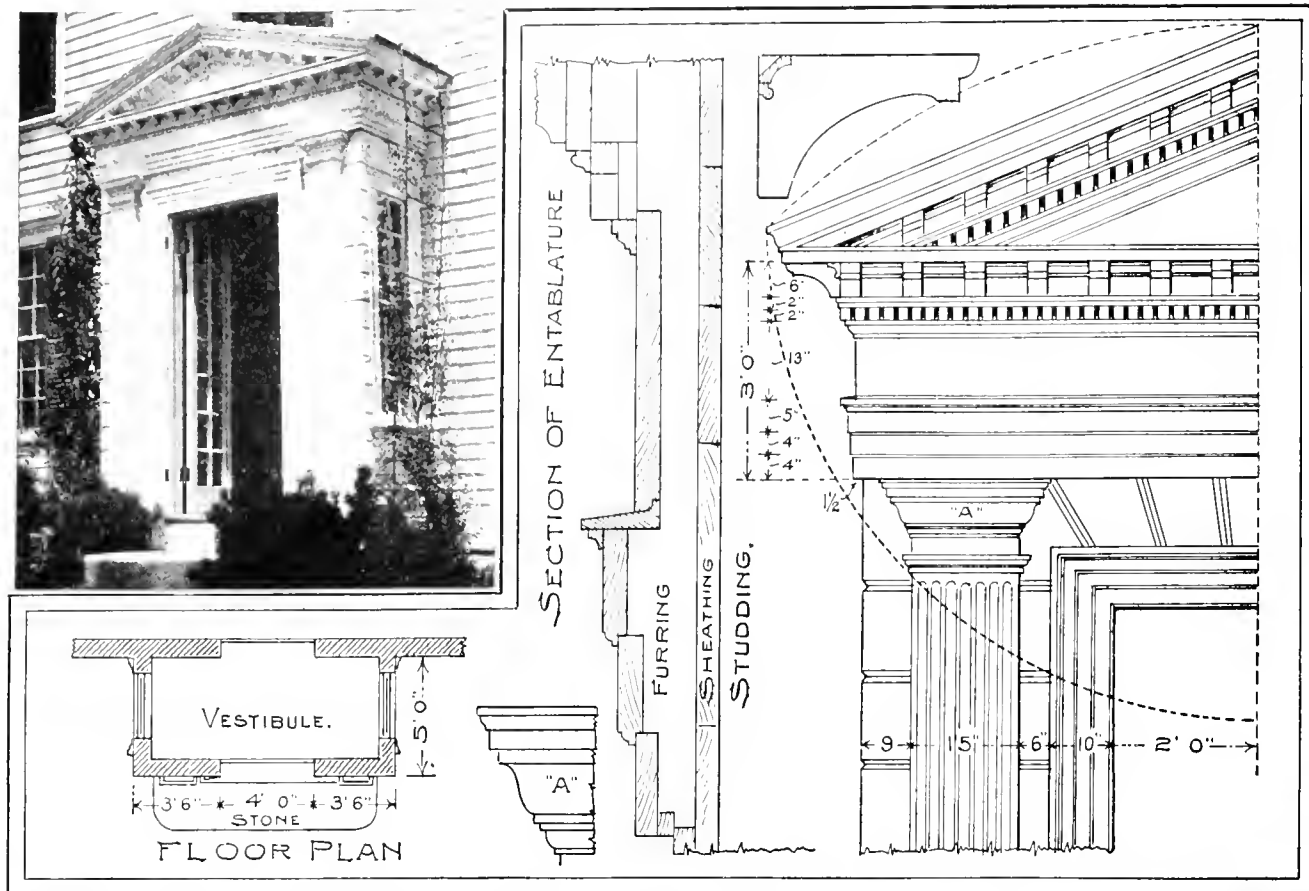 SECTION OF ENTABLATURE
FURRING
SHEATHING
STUDDING.
"A"
6"
2"
2"
13"
3' 0"
5"
4"
4"
1½
"A"
9 15" 6" 10" 2' 0"
VESTIBULE.
5' 0"
3' 6" 4' 0" 3' 6"
STONE
FLOOR PLAN